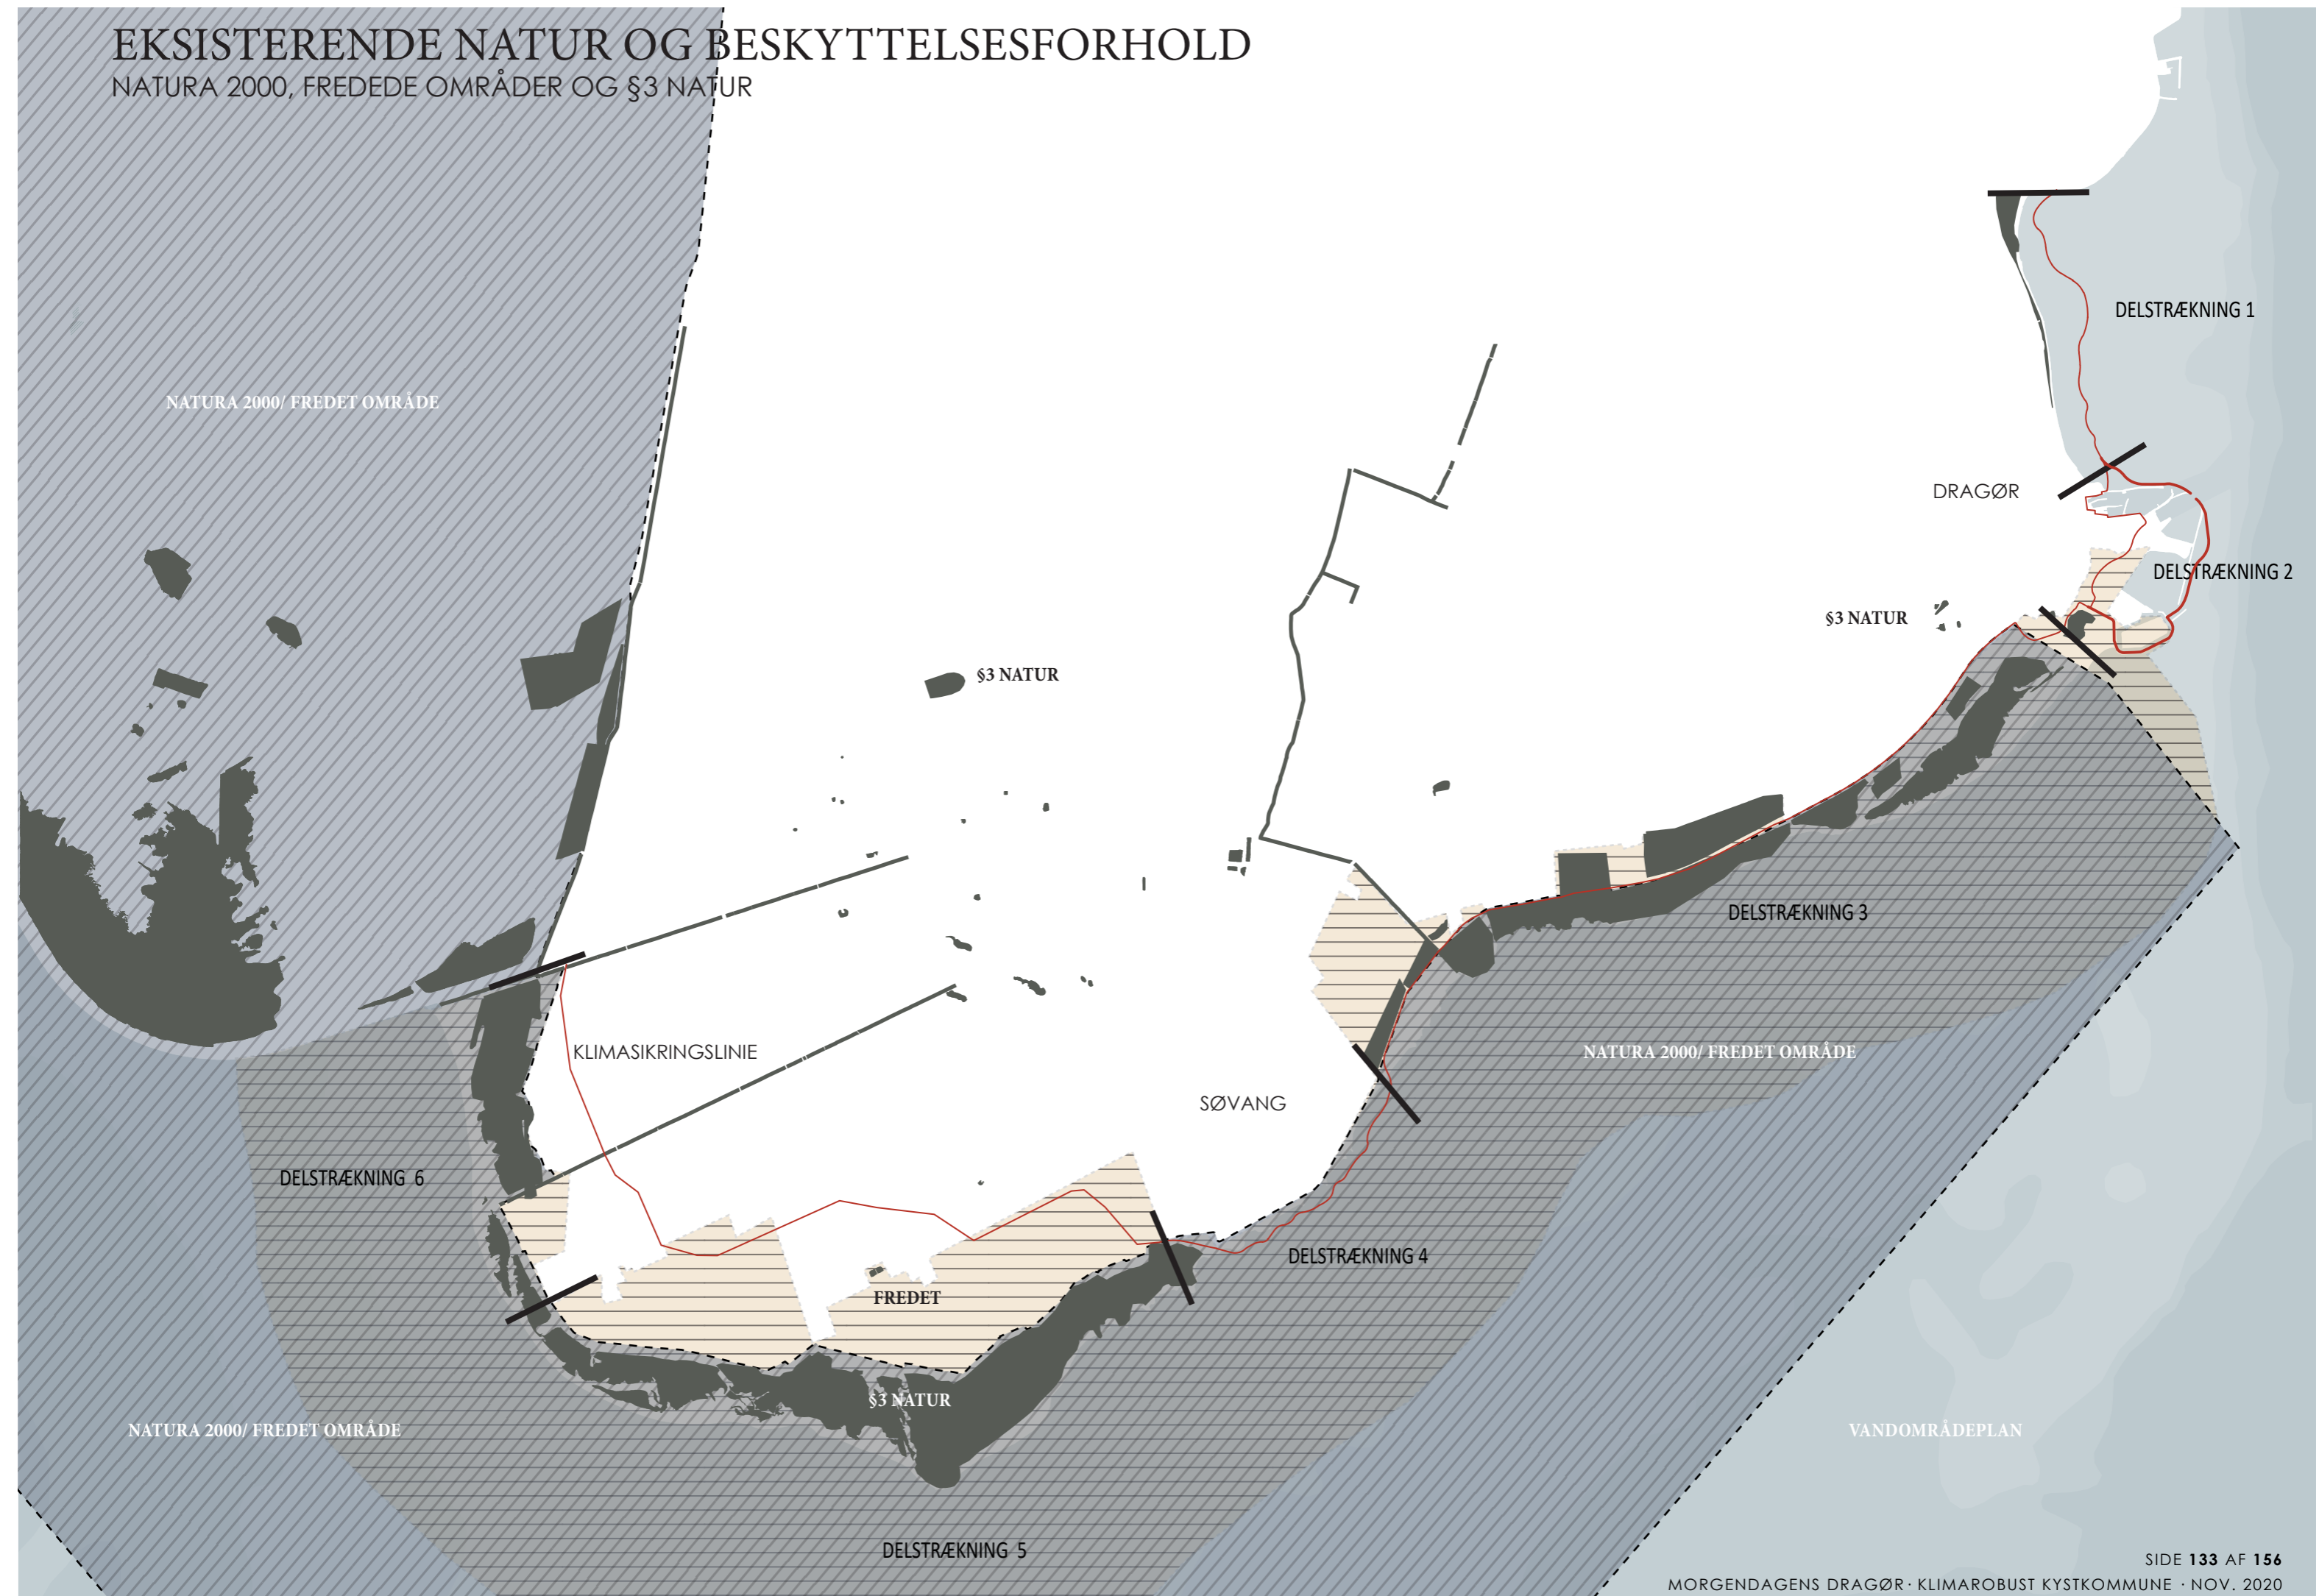 EKSISTERENDE NATUR OG BESKYTTELSESFORHOLD
NATURA 2000, FREDEDE OMRÅDER OG §3 NATUR
DELSTRÆKNING 1
NATURA 2000/ FREDET OMRÅDE
DRAGØR
DELSTRÆKNING 2
§3 NATUR
§3 NATUR
DELSTRÆKNING 3
KLIMASIKRINGSLINIE
NATURA 2000/ FREDET OMRÅDE
SØVANG
DELSTRÆKNING 6
DELSTRÆKNING 4
FREDET
§3 NATUR
NATURA 2000/ FREDET OMRÅDE
VANDOMRÅDEPLAN
DELSTRÆKNING 5
SIDE 133 AF 156
MORGENDAGENS DRAGØR · KLIMAROBUST KYSTKOMMUNE · NOV. 2020